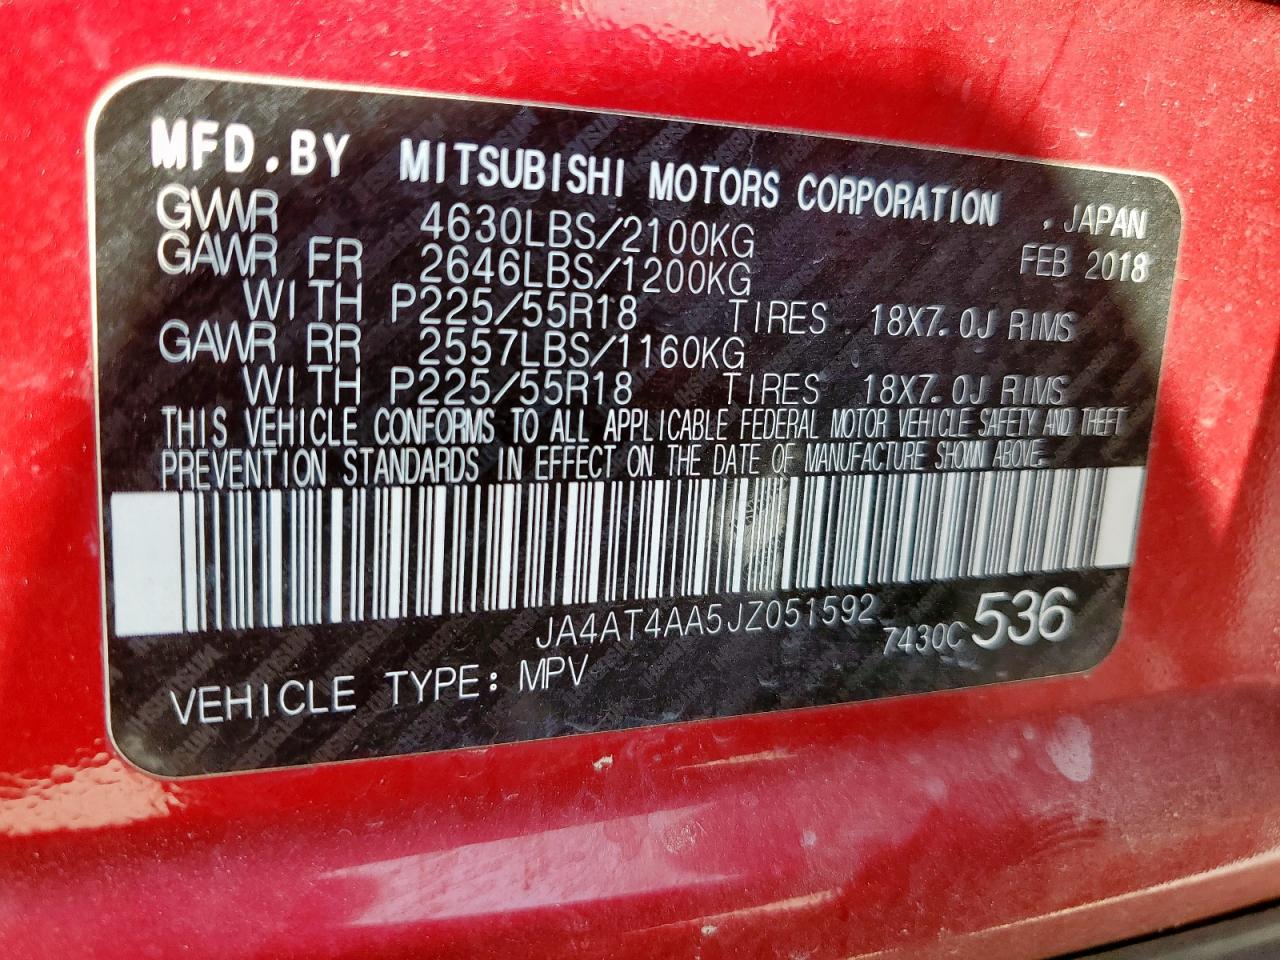 MFD.BY MITSUBISHI MOTORS CORPORATION , JAPAN
GVWR 4630LBS/2100KG FEB 2018
GAWR FR 2646LBS/1200KG
WITH P225/55R18 TIRES 18X7.0J RIMS
GAWR RR 2557LBS/1160KG
WITH P225/55R18 TIRES 18X7.0J RIMS
THIS VEHICLE CONFORMS TO ALL APPLICABLE FEDERAL MOTOR VEHICLE SAFETY AND THEFT
PREVENTION STANDARDS IN EFFECT ON THE DATE OF MANUFACTURE SHOWN ABOVE.
JA4AT4AA5JZ051592 7430C 536
VEHICLE TYPE: MPV